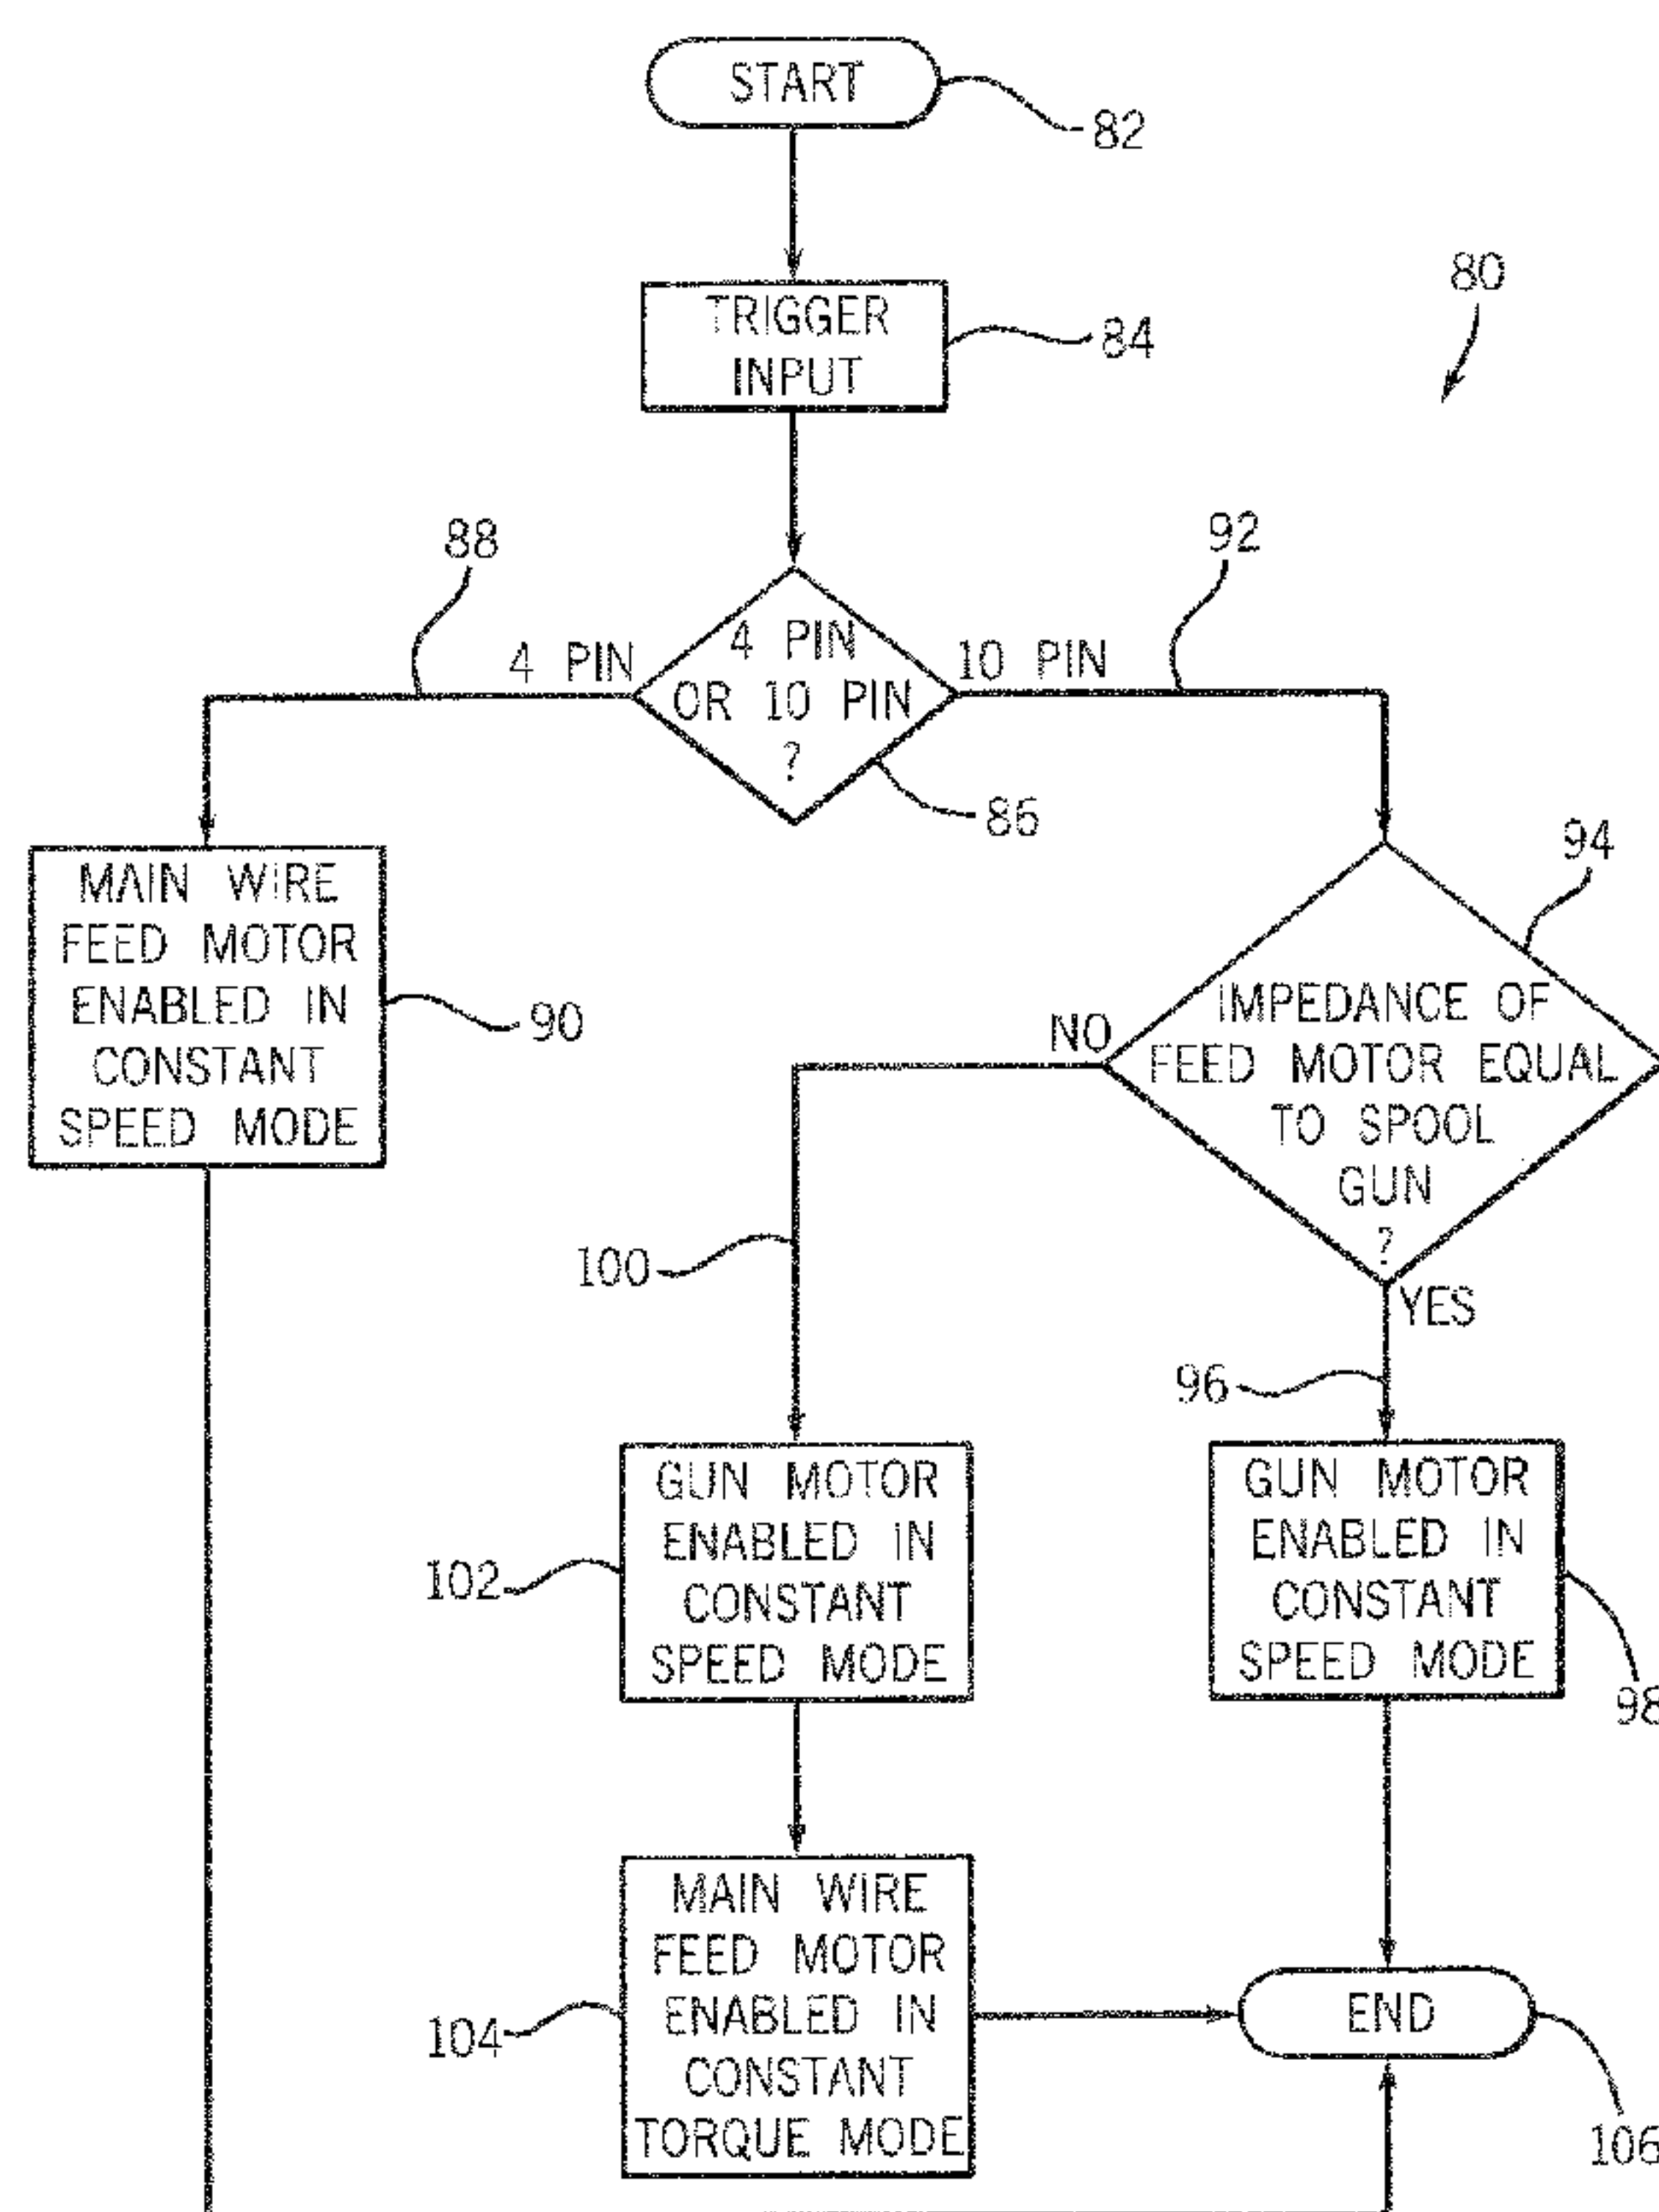 START
82
TRIGGER
INPUT
84
80
88
92
4 PIN
4 PIN
OR 10 PIN
?
10 PIN
86
MAIN WIRE
FEED MOTOR
ENABLED IN
CONSTANT
SPEED MODE
90
94
IMPEDANCE OF
FEED MOTOR EQUAL
TO SPOOL
GUN
?
NO
YES
100
96
GUN MOTOR
ENABLED IN
CONSTANT
SPEED MODE
102
GUN MOTOR
ENABLED IN
CONSTANT
SPEED MODE
98
MAIN WIRE
FEED MOTOR
ENABLED IN
CONSTANT
TORQUE MODE
104
END
106